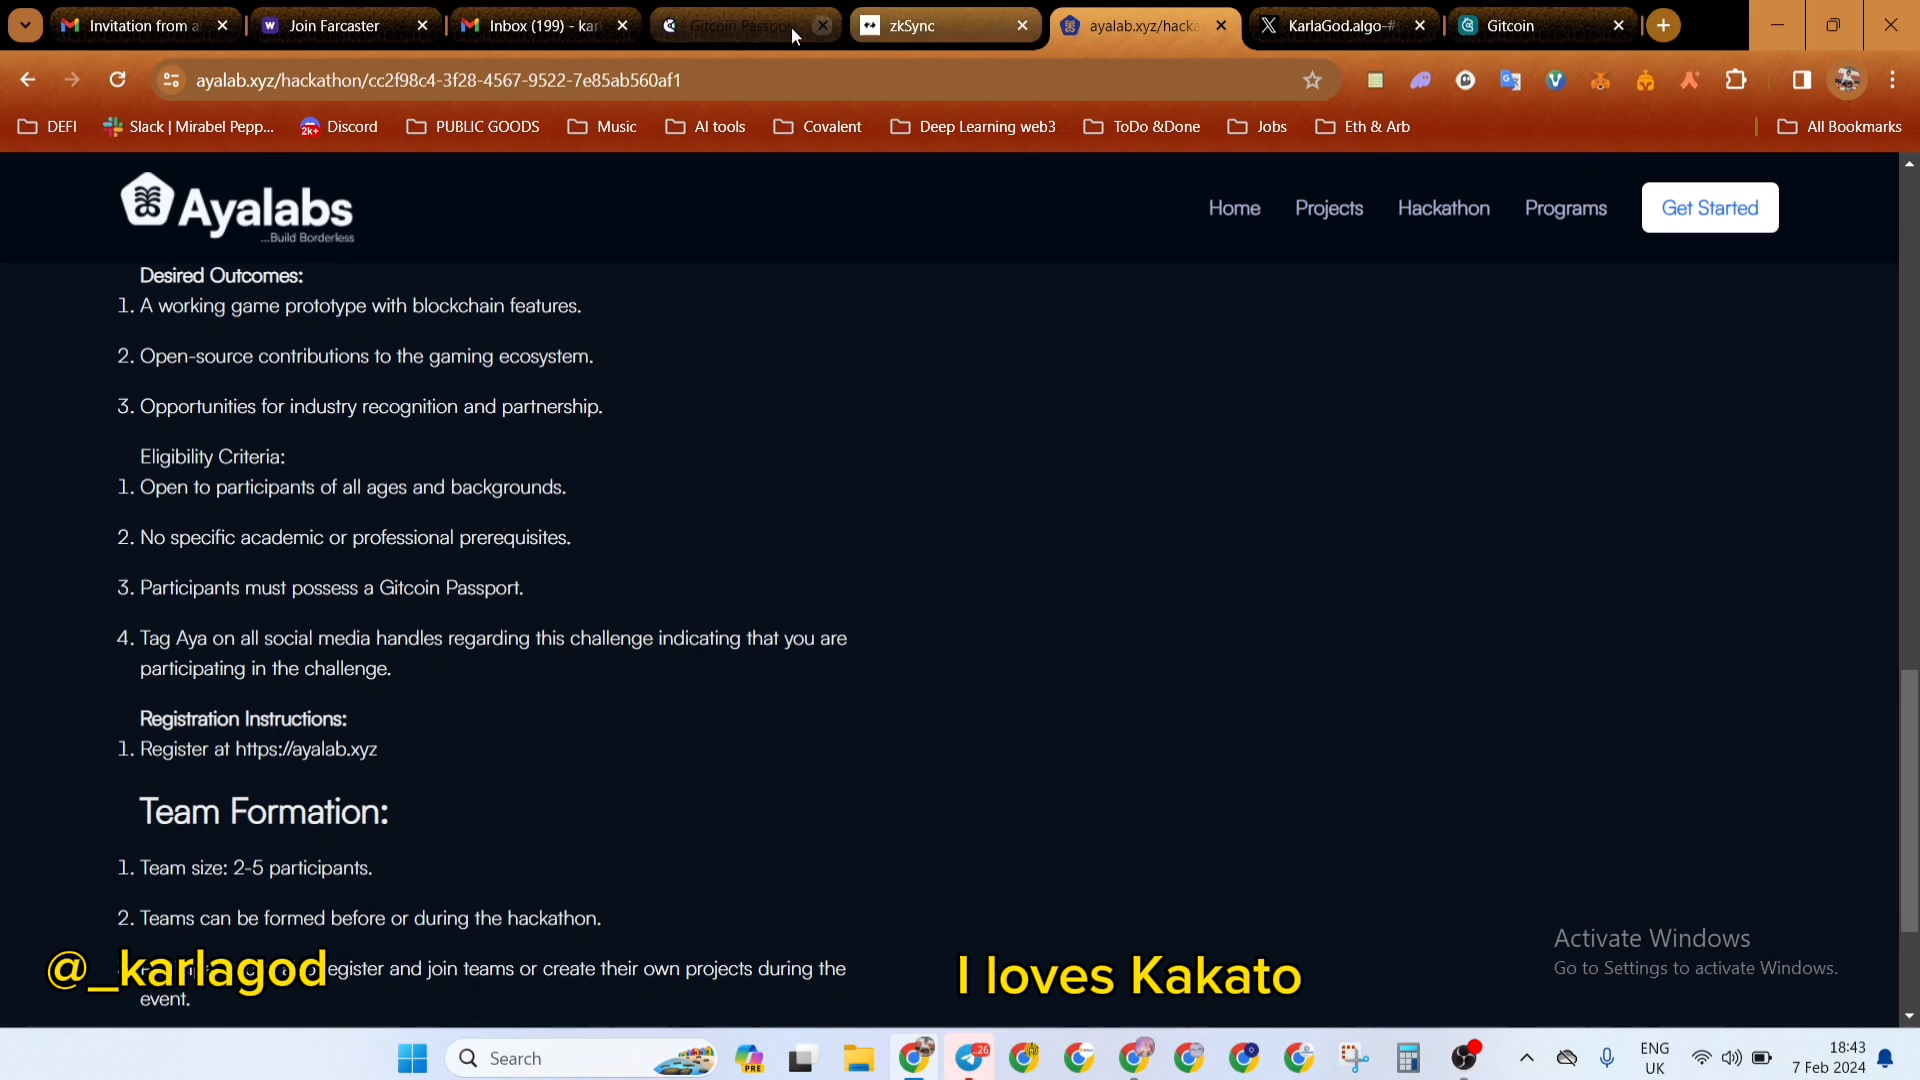 Invitation from a
Join Farcaster
Inbox (199) - ka
Gitcoin Passp
zkSync
ayalab.xyz/hacka
KarlaGod.algo-#
Gitcoin
ayalab.xyz/hackathon/cc2f98c4-3f28-4567-9522-7e85ab560af1
DEFI
Slack | Mirabel Pepp...
2k+
Discord
PUBLIC GOODS
Music
AI tools
Covalent
Deep Learning web3
ToDo &Done
Jobs
Eth & Arb
All Bookmarks
Ayalabs
...Build Borderless
Home
Projects
Hackathon
Programs
Get Started
Desired Outcomes:
1. A working game prototype with blockchain features.
2. Open-source contributions to the gaming ecosystem.
3. Opportunities for industry recognition and partnership.
Eligibility Criteria:
1. Open to participants of all ages and backgrounds.
2. No specific academic or professional prerequisites.
3. Participants must possess a Gitcoin Passport.
4. Tag Aya on all social media handles regarding this challenge indicating that you are
participating in the challenge.
Registration Instructions:
1. Register at https://ayalab.xyz
Team Formation:
1. Team size: 2-5 participants.
2. Teams can be formed before or during the hackathon.
egister and join teams or create their own projects during the
event.
@_karlagod
I loves Kakato
Activate Windows
Go to Settings to activate Windows.
Search
PRE
26
ENG
UK
18:43
7 Feb 2024